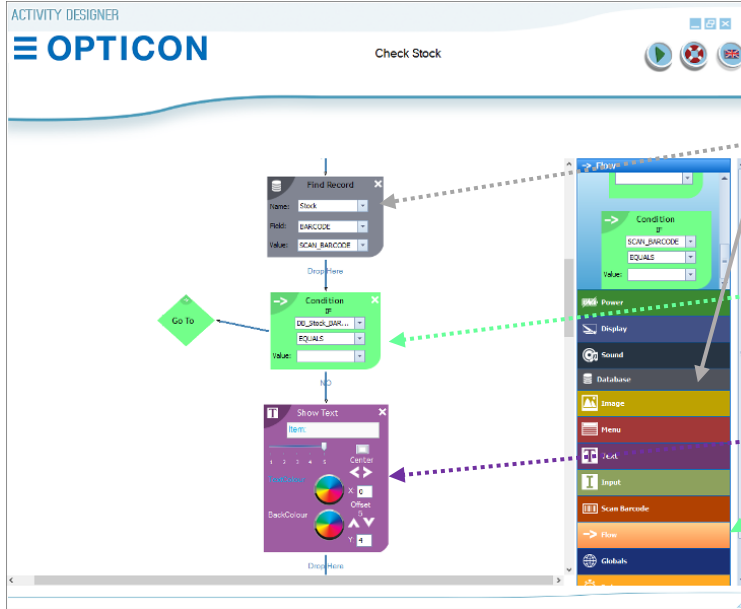 ACTIVITY DESIGNER
OPTICON
Check Stock
Find Record
Name: Stock
Field: BARCODE
Value: SCAN_BARCODE
Drop Here
Condition
IF
DB_Stock_BAR...
EQUALS
Value:
Go To
NO
Show Text
Item:
1 2 3 4 5
Center
X 0
Offset
BackColour
Y 4
Drop Here
Flow
Condition
IF
SCAN_BARCODE
EQUALS
Value:
Power
Display
Sound
Database
Image
Menu
Text
Input
Scan Barcode
Flow
Globals